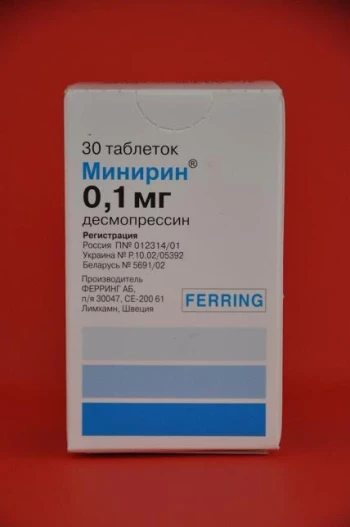 30 таблеток
Минирин®
0,1 мг
десмопрессин
Регистрация
Россия ПN° 012314/01
Украина № Р.10.02/05392
Беларусь № 5691/02
Производитель
ФЕРРИНГ АБ,
п/я 30047, СЕ-200 61
Лимхамн, Швеция
FERRING